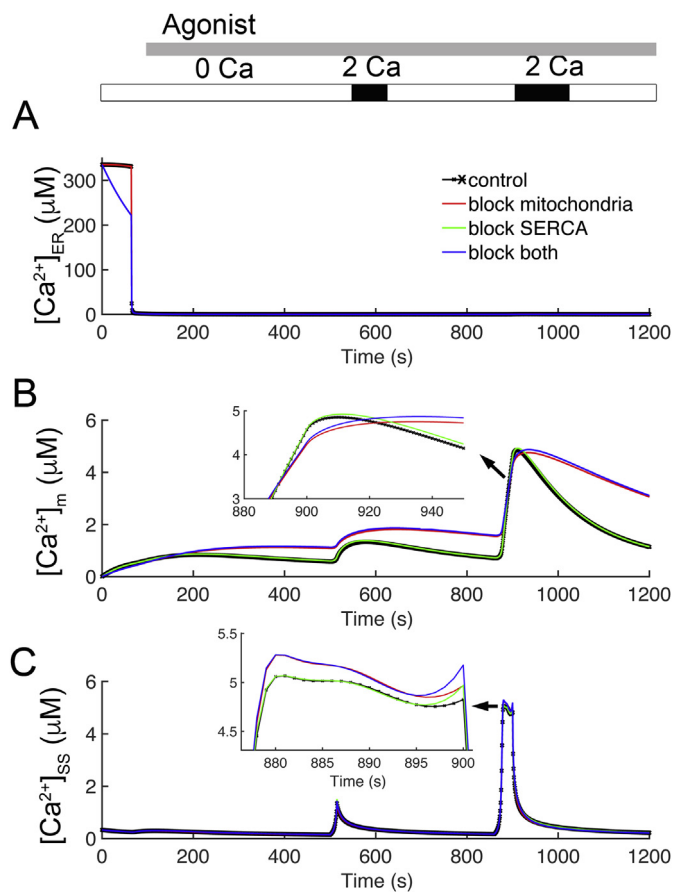 Agonist
0 Ca 2 Ca 2 Ca
A
[Ca2+]ER (μM)
300
200
100
0
control
block mitochondria
block SERCA
block both
0 200 400 600 800 1000 1200
Time (s)
B
[Ca2+]m (μM)
6
4
2
0
5
4
3
880 900 920 940
0 200 400 600 800 1000 1200
Time (s)
C
[Ca2+]SS (μM)
6
4
2
0
5.5
5
4.5
880 885 890 895 900
Time (s)
0 200 400 600 800 1000 1200
Time (s)